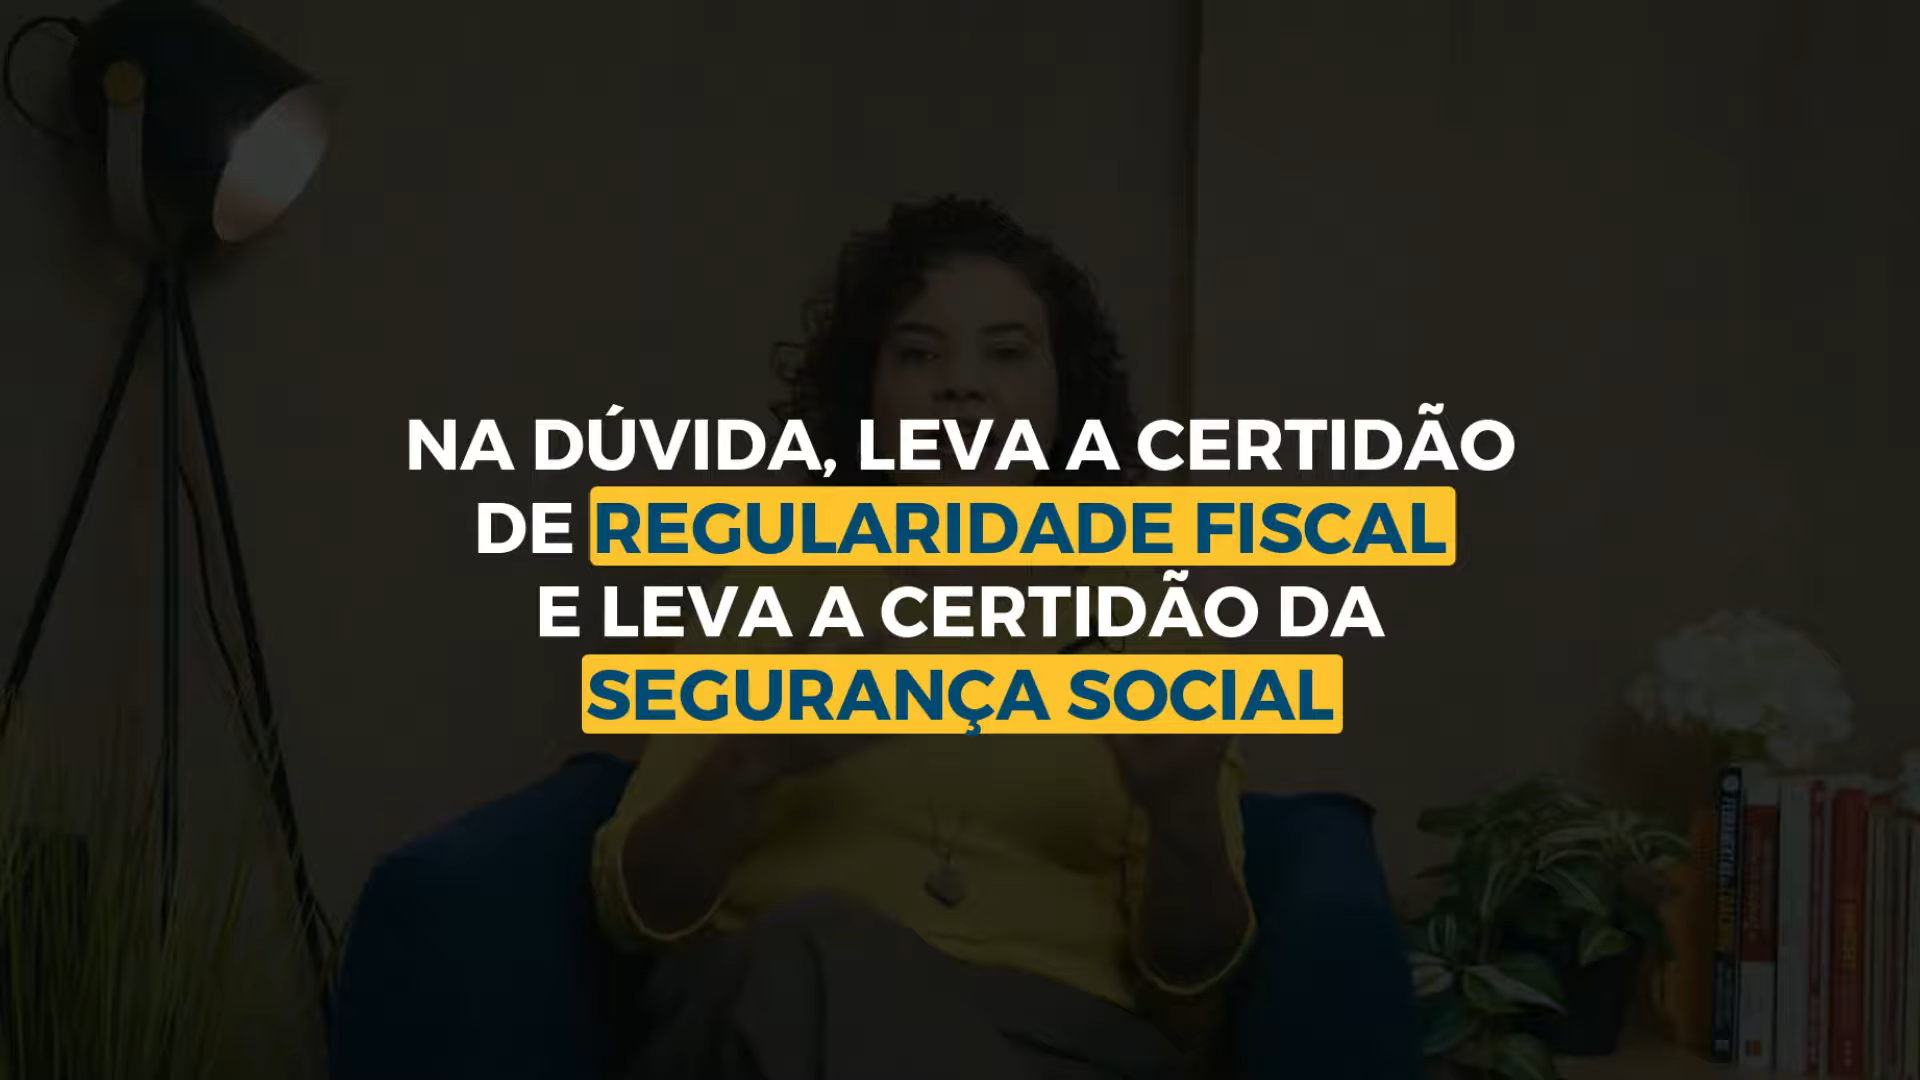 NA DÚVIDA, LEVA A CERTIDÃO
DE REGULARIDADE FISCAL
E LEVA A CERTIDÃO DA
SEGURANÇA SOCIAL